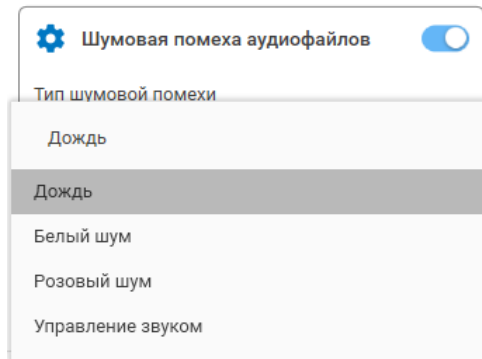 Шумовая помеха аудиофайлов
Тип шумовой помехи
Дождь
Дождь
Белый шум
Розовый шум
Управление звуком